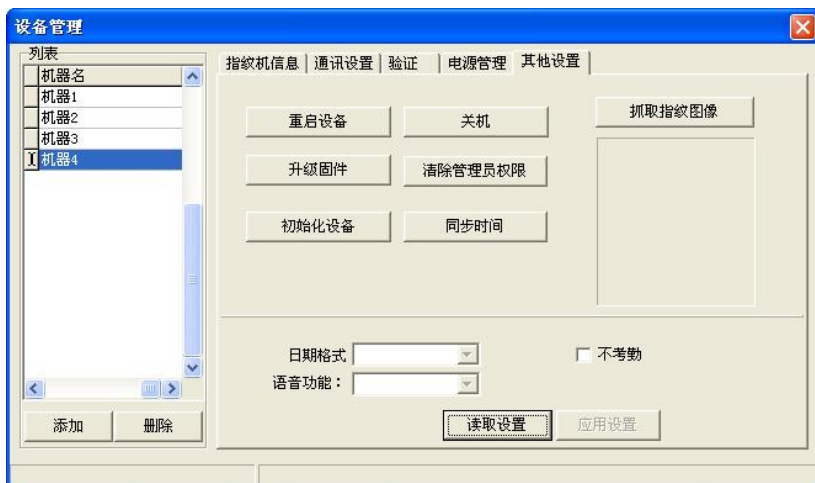 设备管理
列表
机器名
机器1
机器2
机器3
机器4
添加 删除
指纹机信息 通讯设置 验证 电源管理 其他设置
重启设备 关机 抓取指纹图像
升级固件 清除管理员权限
初始化设备 同步时间
日期格式 不考勤
语音功能：
读取设置 应用设置